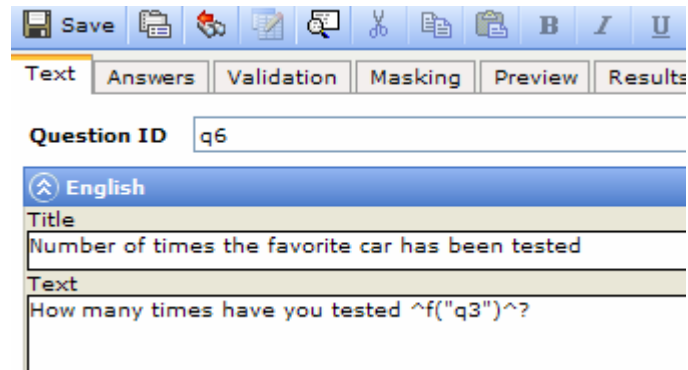 Save B I U
Text Answers Validation Masking Preview Results
Question ID q6
English
Title
Number of times the favorite car has been tested
Text
How many times have you tested ^f("q3")^?